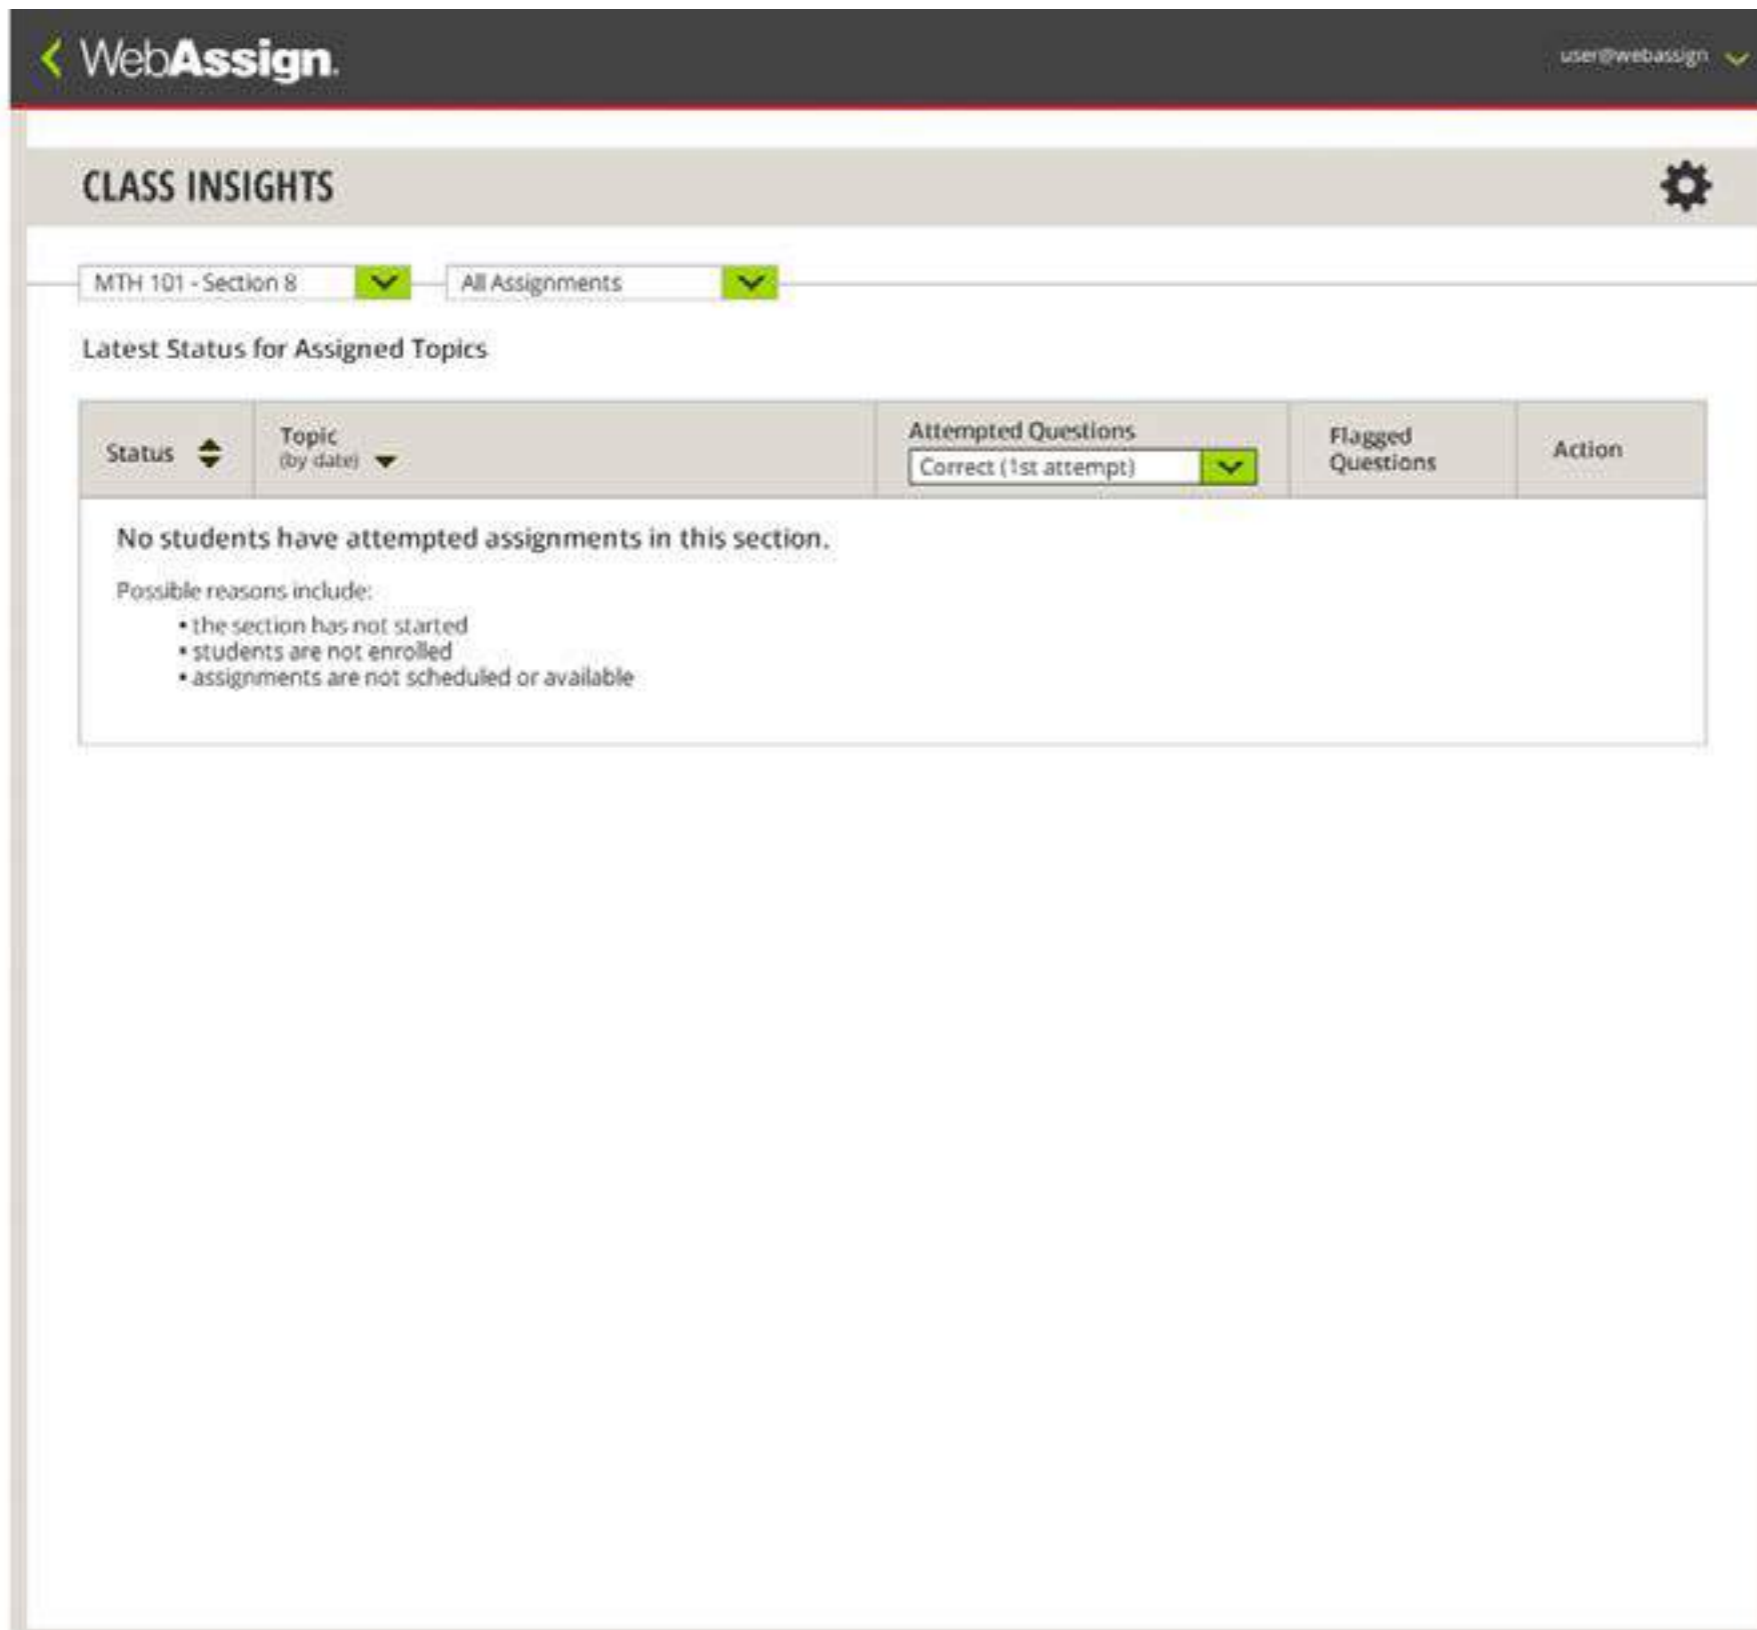 WebAssign.
user@webassign
CLASS INSIGHTS
MTH 101 - Section 8
All Assignments
Latest Status for Assigned Topics
Status
Topic
(by date)
Attempted Questions
Correct (1st attempt)
Flagged
Questions
Action
No students have attempted assignments in this section.
Possible reasons include:
▪ the section has not started
▪ students are not enrolled
▪ assignments are not scheduled or available